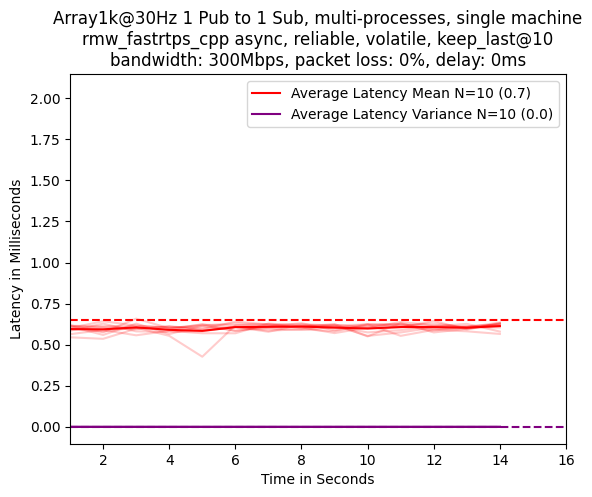 Array1k@30Hz 1 Pub to 1 Sub, multi-processes, single machine
rmw_fastrtps_cpp async, reliable, volatile, keep_last@10
bandwidth: 300Mbps, packet loss: 0%, delay: 0ms
Average Latency Mean N=10 (0.7)
Average Latency Variance N=10 (0.0)
Latency in Milliseconds
2.00
1.75
1.50
1.25
1.00
0.75
0.50
0.25
0.00
2 4 6 8 10 12 14 16
Time in Seconds